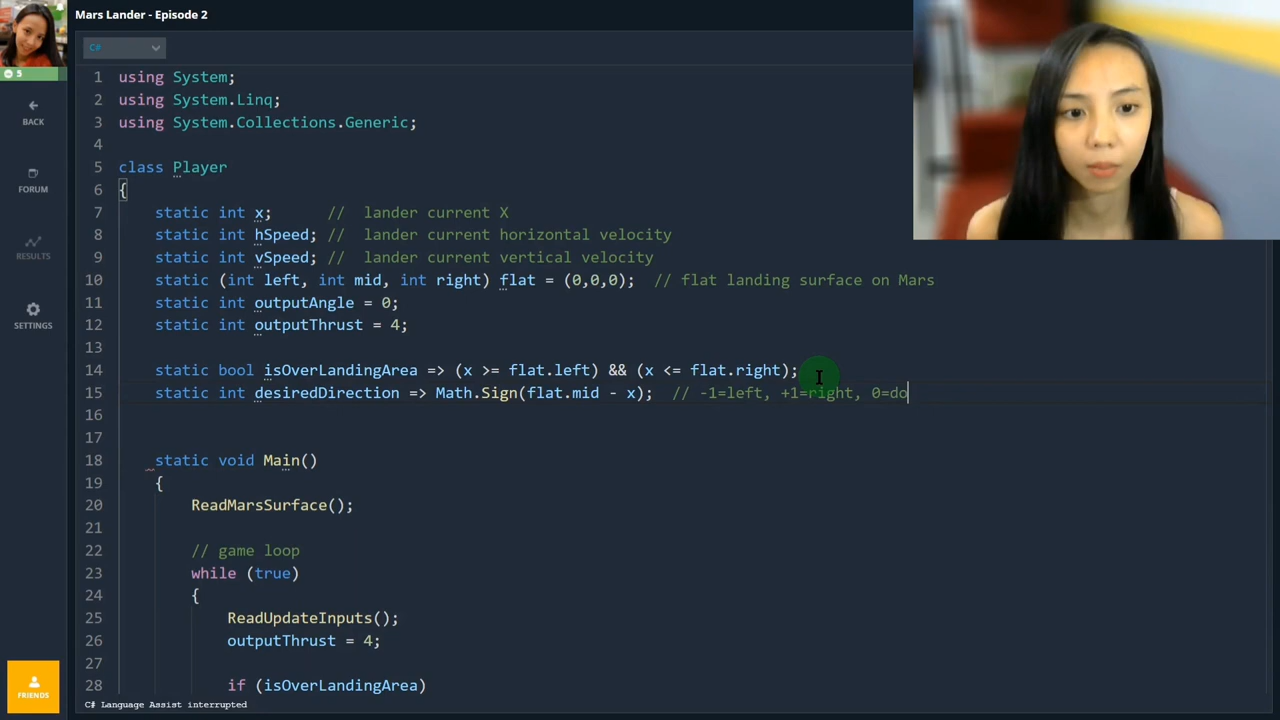 Mars Lander - Episode 2
5
C#
BACK
FORUM
RESULTS
SETTINGS
FRIENDS
1 using System;
2 using System.Linq;
3 using System.Collections.Generic;
4
5 class Player
6 {
7 static int x; // lander current X
8 static int hSpeed; // lander current horizontal velocity
9 static int vSpeed; // lander current vertical velocity
10 static (int left, int mid, int right) flat = (0,0,0); // flat landing surface on Mars
11 static int outputAngle = 0;
12 static int outputThrust = 4;
13
14 static bool isOverLandingArea => (x >= flat.left) && (x <= flat.right);
15 static int desiredDirection => Math.Sign(flat.mid - x); // -1=left, +1=right, 0=do
16
17
18 static void Main()
19 {
20 ReadMarsSurface();
21
22 // game loop
23 while (true)
24 {
25 ReadUpdateInputs();
26 outputThrust = 4;
27
28 if (isOverLandingArea)
C# Language Assist interrupted